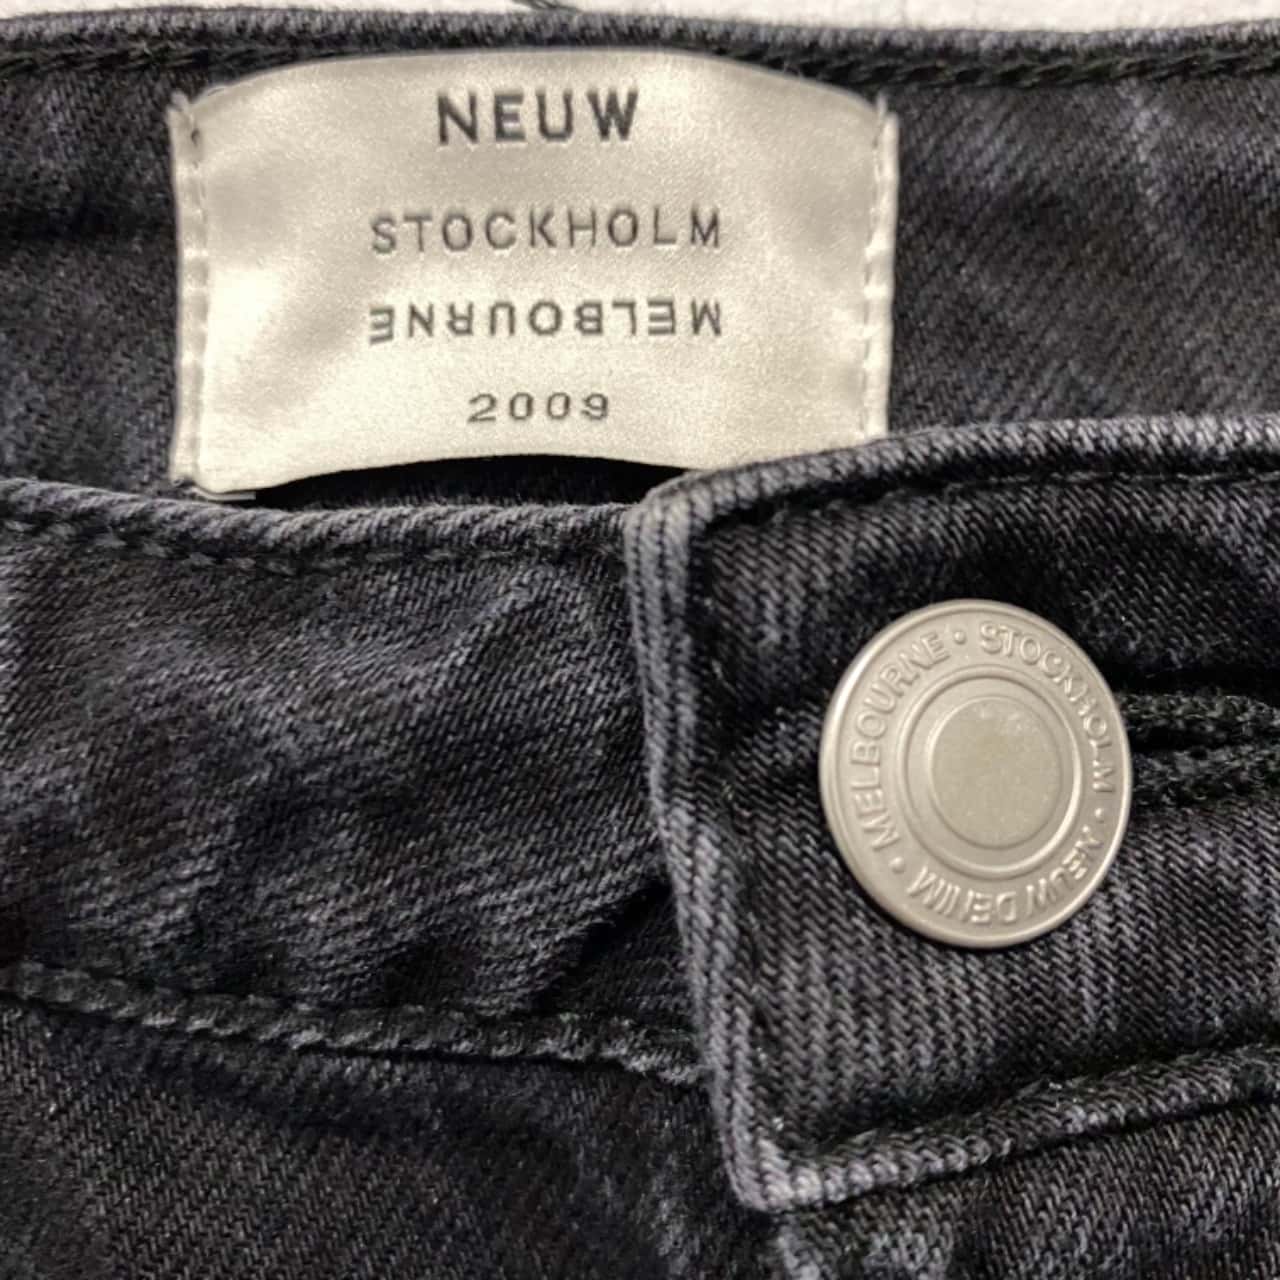 NEUW
STOCKHOLM
MELBOURNE
2009
MELBOURNE • STOCKHOLM • NEUW DENIM •